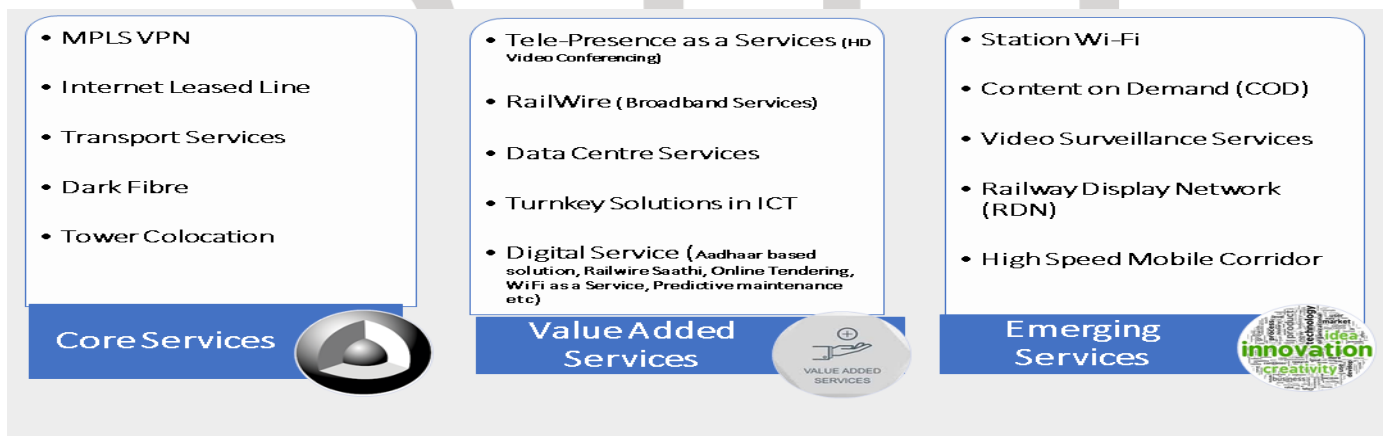 • MPLS VPN
• Internet Leased Line
• Transport Services
• Dark Fibre
• Tower Colocation
Core Services
• Tele-Presence as a Services (HD
Video Conferencing)
• RailWire (Broadband Services)
• Data Centre Services
• Turnkey Solutions in ICT
• Digital Service (Aadhaar based
solution, Railwire Saathi, Online Tendering,
WiFi as a Service, Predictive maintenance
etc)
Value Added
Services
VALUE ADDED
SERVICES
• Station Wi-Fi
• Content on Demand (COD)
• Video Surveillance Services
• Railway Display Network
(RDN)
• High Speed Mobile Corridor
Emerging
Services
product
technology
market
idea
innovation
creativity
business